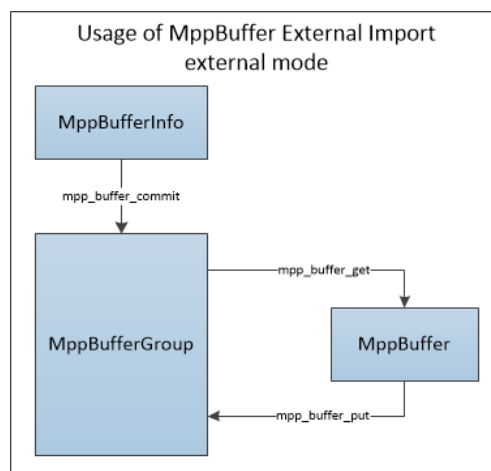 Usage of MppBuffer External Import
external mode
MppBufferInfo
mpp_buffer_commit
mpp_buffer_get
MppBufferGroup
MppBuffer
mpp_buffer_put